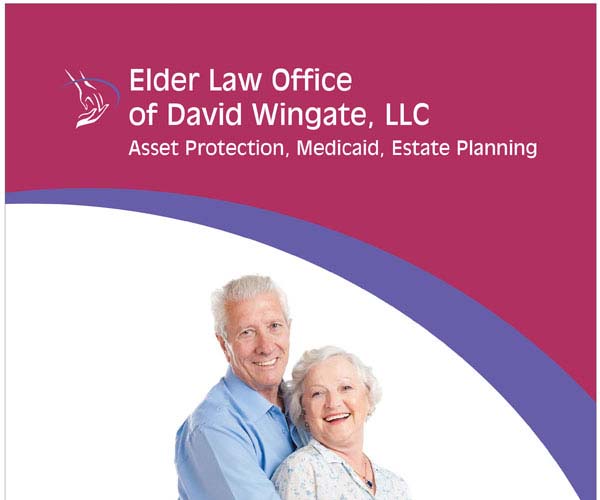 Elder Law Office
of David Wingate, LLC
Asset Protection, Medicaid, Estate Planning